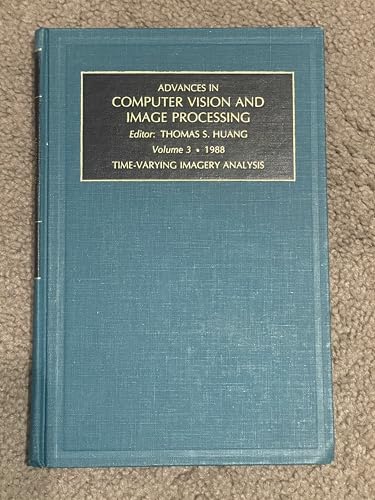 ADVANCES IN
COMPUTER VISION AND
IMAGE PROCESSING
Editor: THOMAS S. HUANG
Volume 3 • 1988
TIME-VARYING IMAGERY ANALYSIS